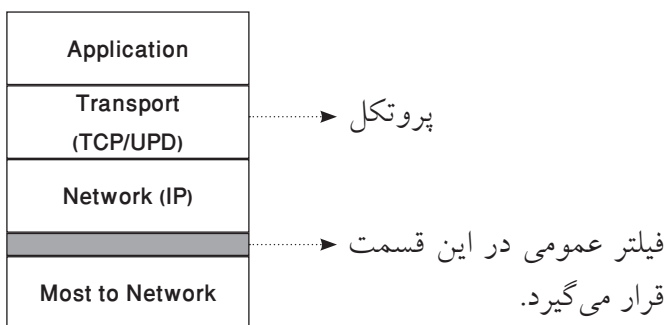 Application
Transport
(TCP/UPD)
پروتکل
Network (IP)
فیلتر عمومی در این قسمت
قرار می‌گیرد.
Most to Network